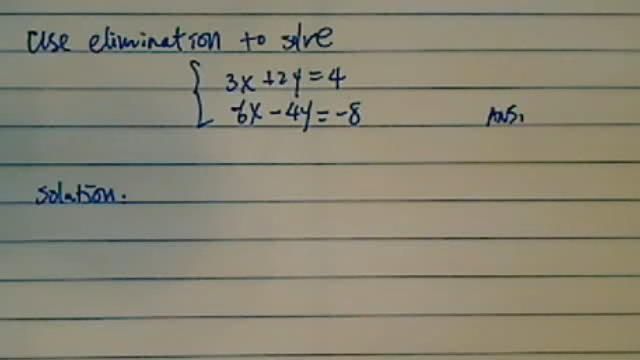 Use elimination to solve
3x + 2y = 4
-6x - 4y = -8
Ans,
Solution.